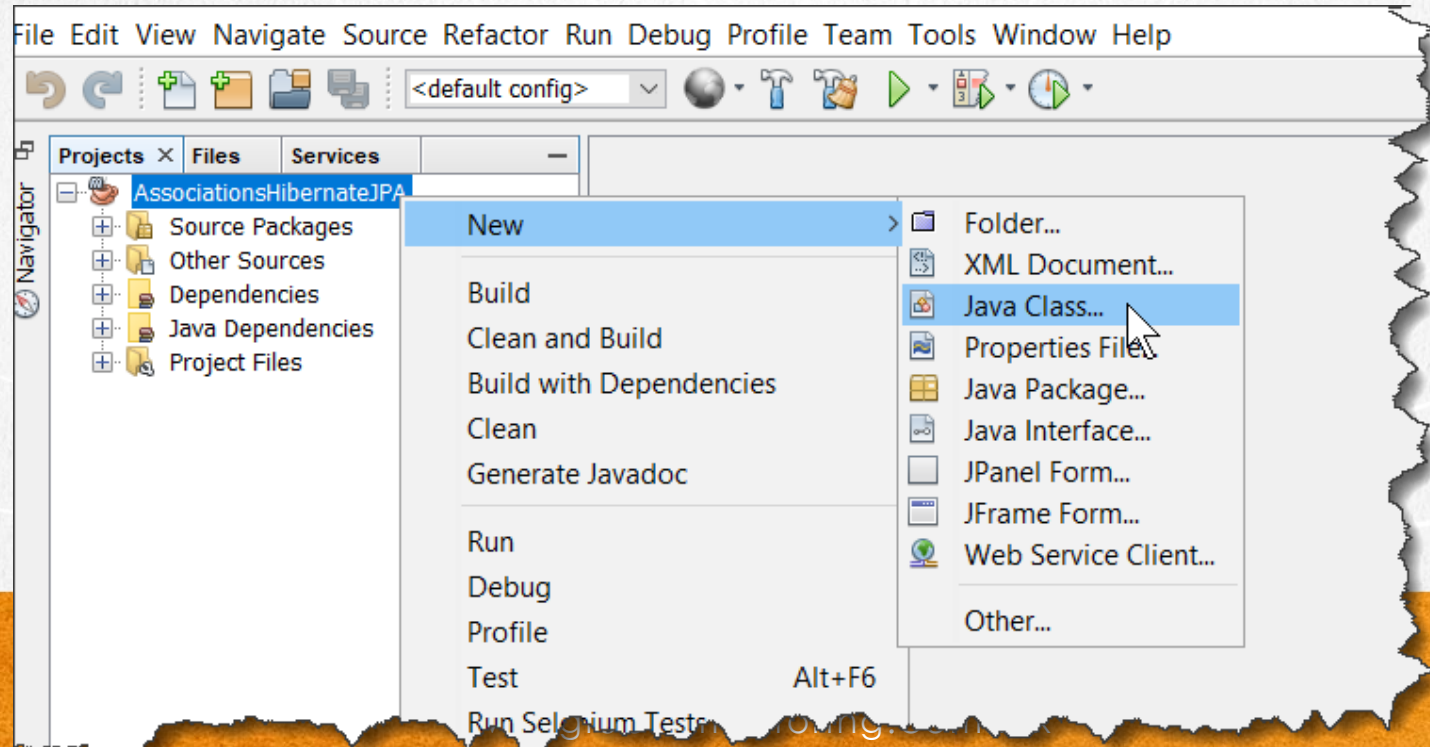 File Edit View Navigate Source Refactor Run Debug Profile Team Tools Window Help
<default config>
Projects Files Services
Navigator
AssociationsHibernateJPA
Source Packages
Other Sources
Dependencies
Java Dependencies
Project Files
New
Build
Clean and Build
Build with Dependencies
Clean
Generate Javadoc
Run
Debug
Profile
Test Alt+F6
Run Selenium Tests
Folder...
XML Document...
Java Class...
Properties File
Java Package...
Java Interface...
JPanel Form...
JFrame Form...
Web Service Client...
Other...